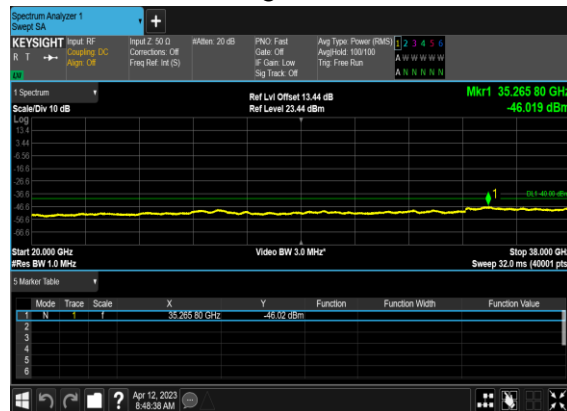 Spectrum Analyzer 1
Swept SA
+
KEYSIGHT Input: RF Input Z: 50 Ω #Atten: 20 dB PNO: Fast Avg Type: Power (RMS) 1 2 3 4 5 6
R T Coupling: DC Corrections: Off Gate: Off Avg|Hold: 100/100 A W W W W W
Align: Off Freq Ref: Int (S) IF Gain: Low Trig: Free Run
Sig Track: Off A N N N N N
1 Spectrum Ref Lvl Offset 13.44 dB Mkr1 35.265 80 GHz
Scale/Div 10 dB Ref Level 23.44 dBm -46.019 dBm
Log
13.4
3.44
-6.56
-16.6
-26.6
-36.6 1 DL1 -40.00 dBm
-46.6
-56.6
-66.6
Start 20.000 GHz Video BW 3.0 MHz* Stop 38.000 GHz
#Res BW 1.0 MHz Sweep 32.0 ms (40001 pts
5 Marker Table
Mode Trace Scale X Y Function Function Width Function Value
1 N 1 f 35.265 80 GHz -46.02 dBm
2
3
4
5
6
? Apr 12, 2023
8:48:38 AM